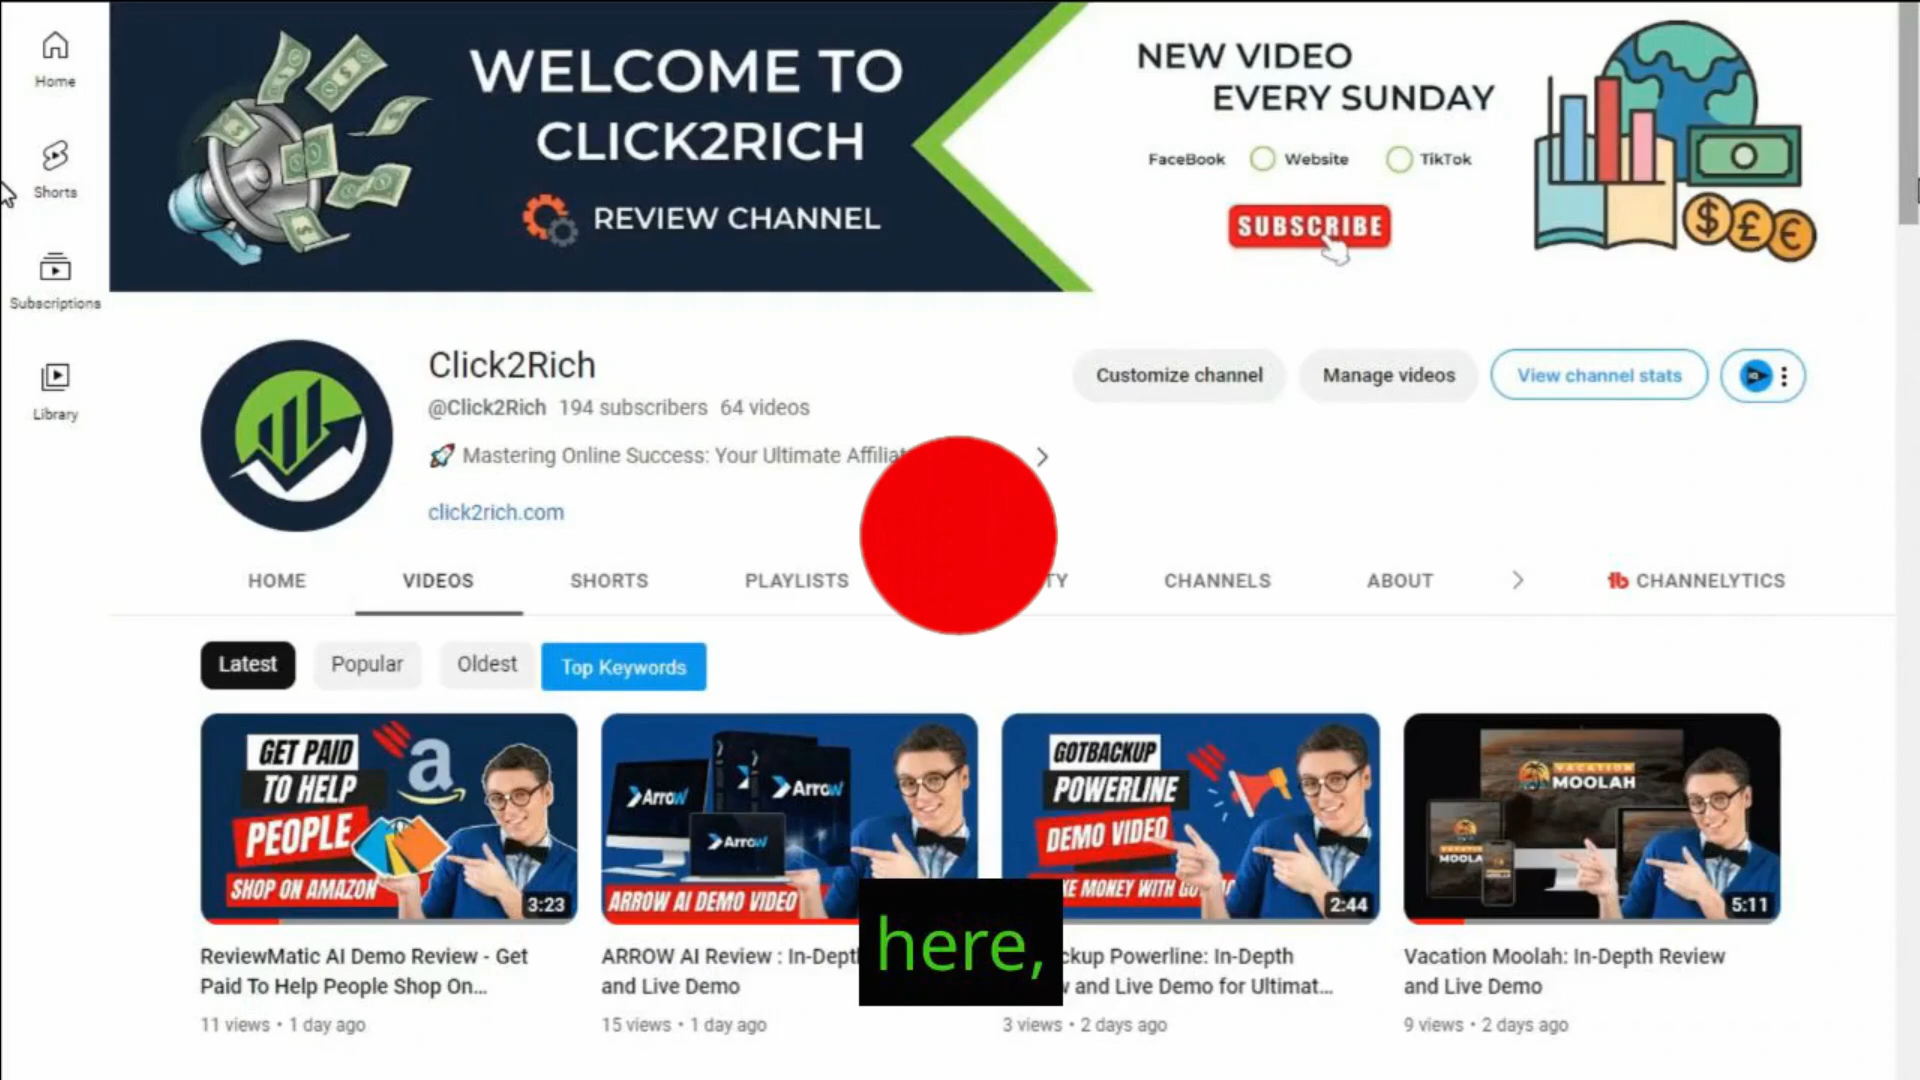 Home
Shorts
Subscriptions
Library
WELCOME TO
CLICK2RICH
REVIEW CHANNEL
NEW VIDEO
EVERY SUNDAY
FaceBook Website TikTok
SUBSCRIBE
Click2Rich
@Click2Rich 194 subscribers 64 videos
🚀 Mastering Online Success: Your Ultimate
click2rich.com
Customize channel
Manage videos
View channel stats
HOME VIDEOS SHORTS PLAYLISTS TY CHANNELS ABOUT CHANNELYTICS
Latest Popular Oldest Top Keywords
GET PAID
TO HELP
PEOPLE
SHOP ON AMAZON
3:23
Arrow
Arrow
Arrow
ARROW AI DEMO VIDEO
GOTBACKUP
POWERLINE
DEMO VIDEO
MONEY WITH
2:44
VACATION
MOOLAH
5:11
ReviewMatic AI Demo Review - Get
Paid To Help People Shop On...
11 views • 1 day ago
ARROW AI Review : In-Dept
and Live Demo
15 views • 1 day ago
here,
ckup Powerline: In-Depth
and Live Demo for Ultimat...
3 views • 2 days ago
Vacation Moolah: In-Depth Review
and Live Demo
9 views • 2 days ago